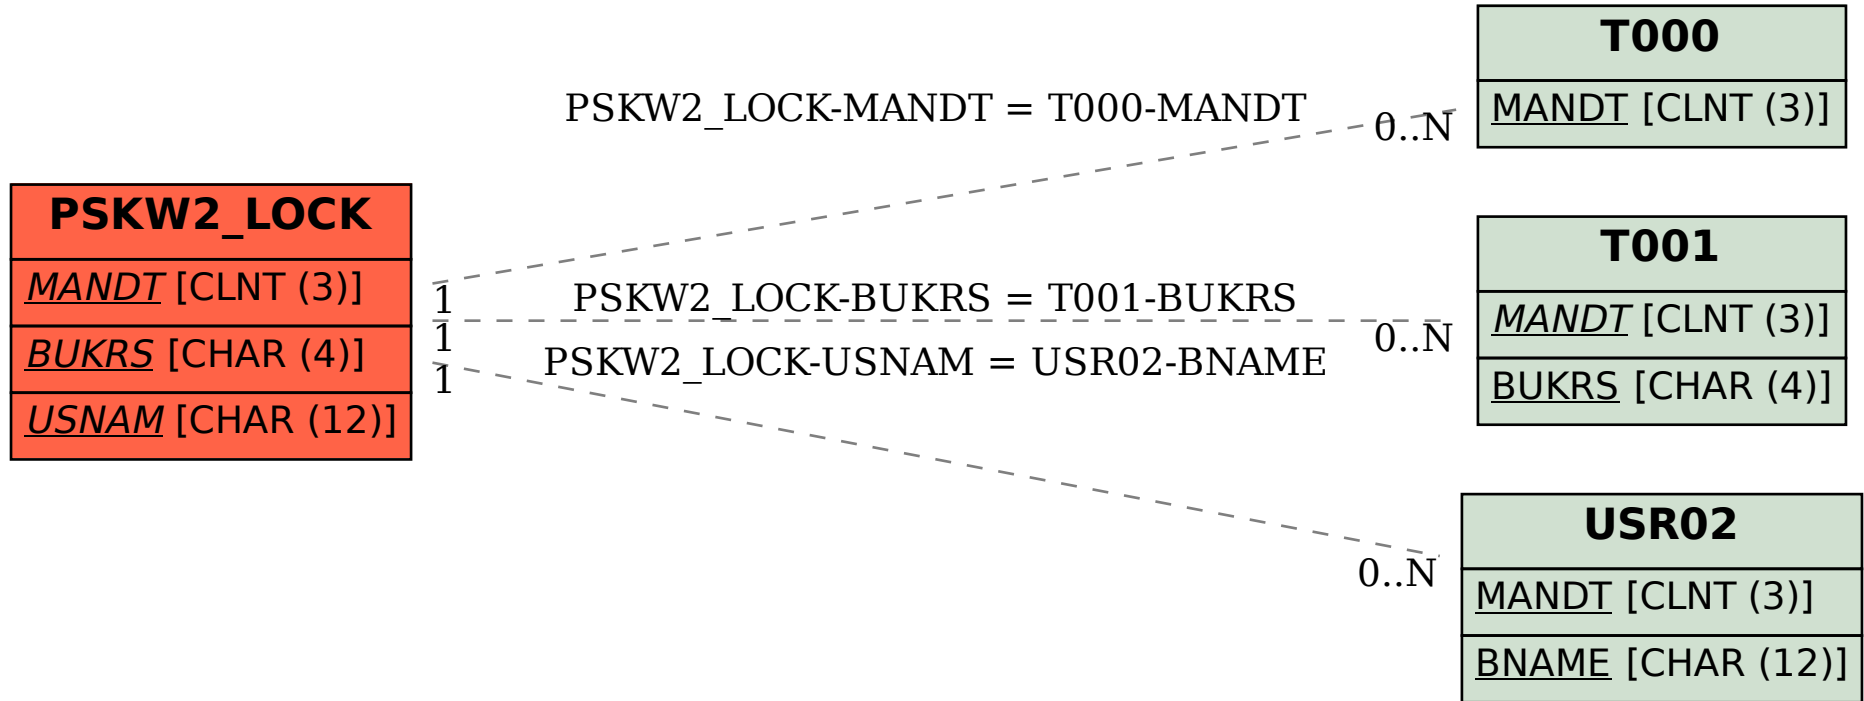 T000
MANDT [CLNT (3)]
PSKW2_LOCK-MANDT = T000-MANDT
0..N
PSKW2_LOCK
MANDT [CLNT (3)]
BUKRS [CHAR (4)]
USNAM [CHAR (12)]
1
PSKW2_LOCK-BUKRS = T001-BUKRS
1
0..N
PSKW2_LOCK-USNAM = USR02-BNAME
1
T001
MANDT [CLNT (3)]
BUKRS [CHAR (4)]
0..N
USR02
MANDT [CLNT (3)]
BNAME [CHAR (12)]